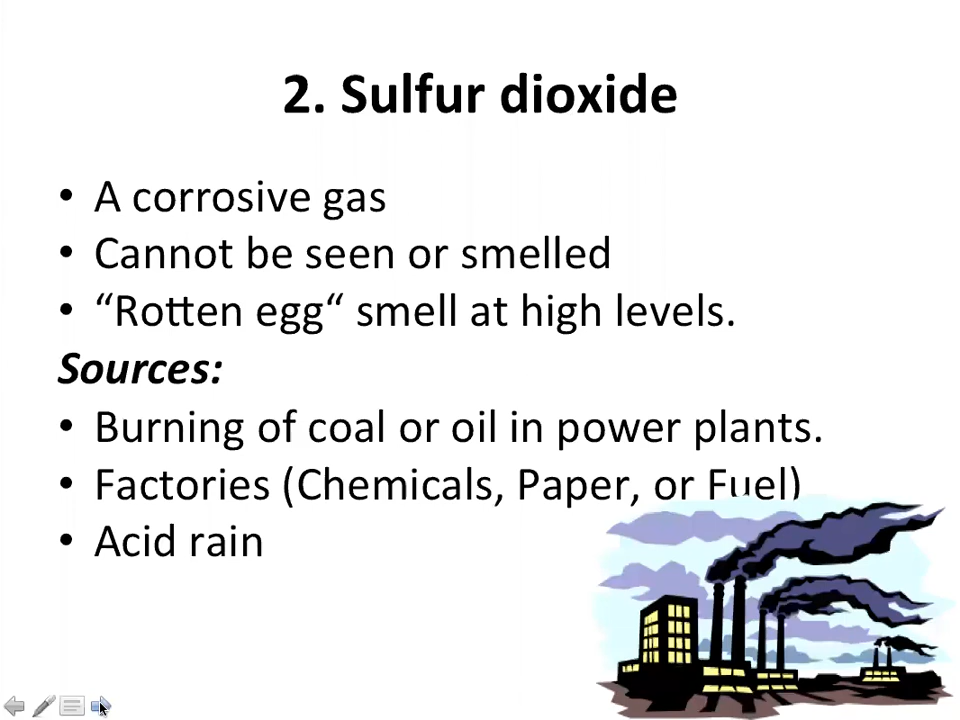 2. Sulfur dioxide
• A corrosive gas
• Cannot be seen or smelled
• “Rotten egg“ smell at high levels.
Sources:
• Burning of coal or oil in power plants.
• Factories (Chemicals, Paper, or Fuel)
• Acid rain